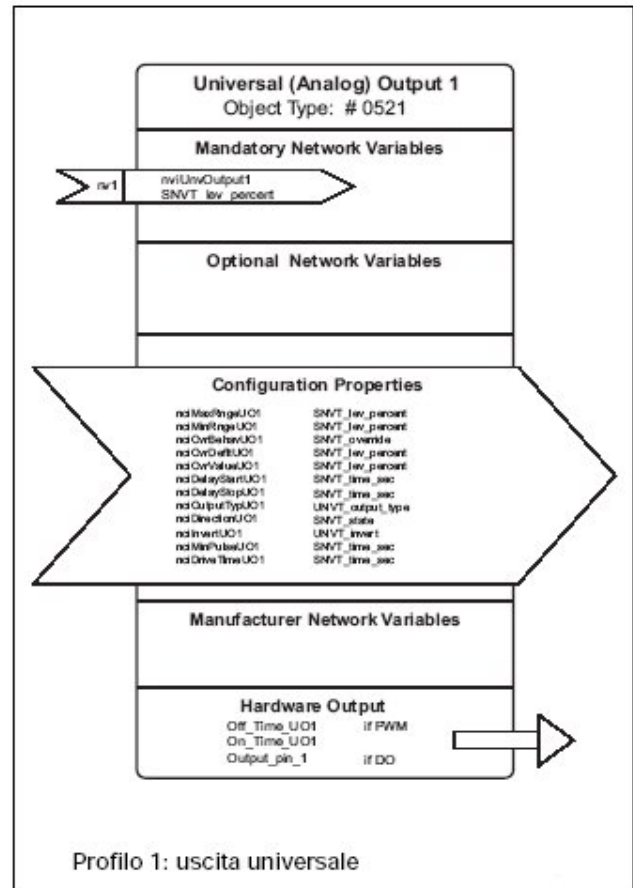 Universal (Analog) Output 1
Object Type: # 0521
Mandatory Network Variables
nv1 nviUnvOutput1
SNVT_lev_percent
Optional Network Variables
Configuration Properties
nciMaxRngeUO1 SNVT_lev_percent
nciMinRngeUO1 SNVT_lev_percent
nciOvrBehavUO1 SNVT_override
nciOvrDefltUO1 SNVT_lev_percent
nciOvrValueUO1 SNVT_lev_percent
nciDelayStartUO1 SNVT_time_sec
nciDelayStopUO1 SNVT_time_sec
nciOutputTypUO1 UNVT_output_type
nciDirectionUO1 SNVT_state
nciInvertUO1 UNVT_invert
nciMinPulseUO1 SNVT_time_sec
nciDriveTimeUO1 SNVT_time_sec
Manufacturer Network Variables
Hardware Output
Off_Time_UO1 if PWM
On_Time_UO1
Output_pin_1 if DO
Profilo 1: uscita universale